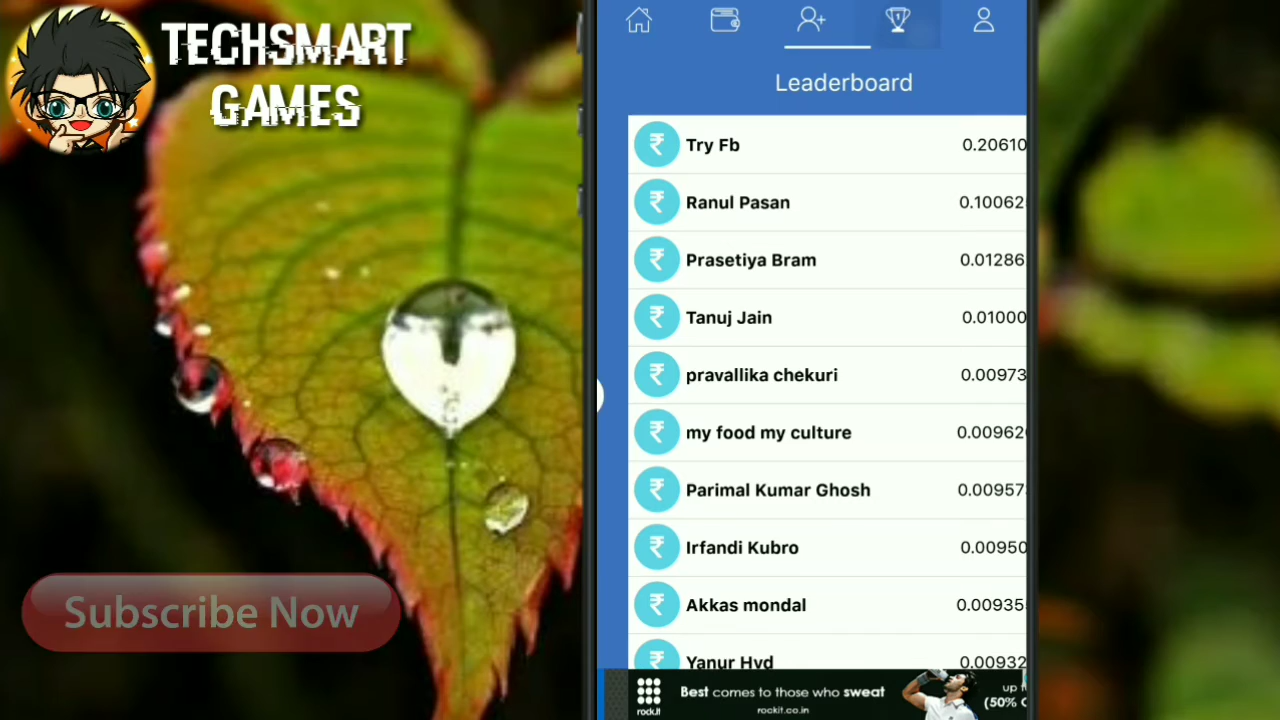 TECHSMART
GAMES
Leaderboard
Try Fb 0.20610
Ranul Pasan 0.10062
Prasetiya Bram 0.01286
Tanuj Jain 0.01000
pravallika chekuri 0.00973
my food my culture 0.00962
Parimal Kumar Ghosh 0.00957
Irfandi Kubro 0.00950
Akkas mondal 0.00935
Yanur Hyd 0.00932
Subscribe Now
rockit
Best comes to those who sweat
rockit.co.in
up
(50%